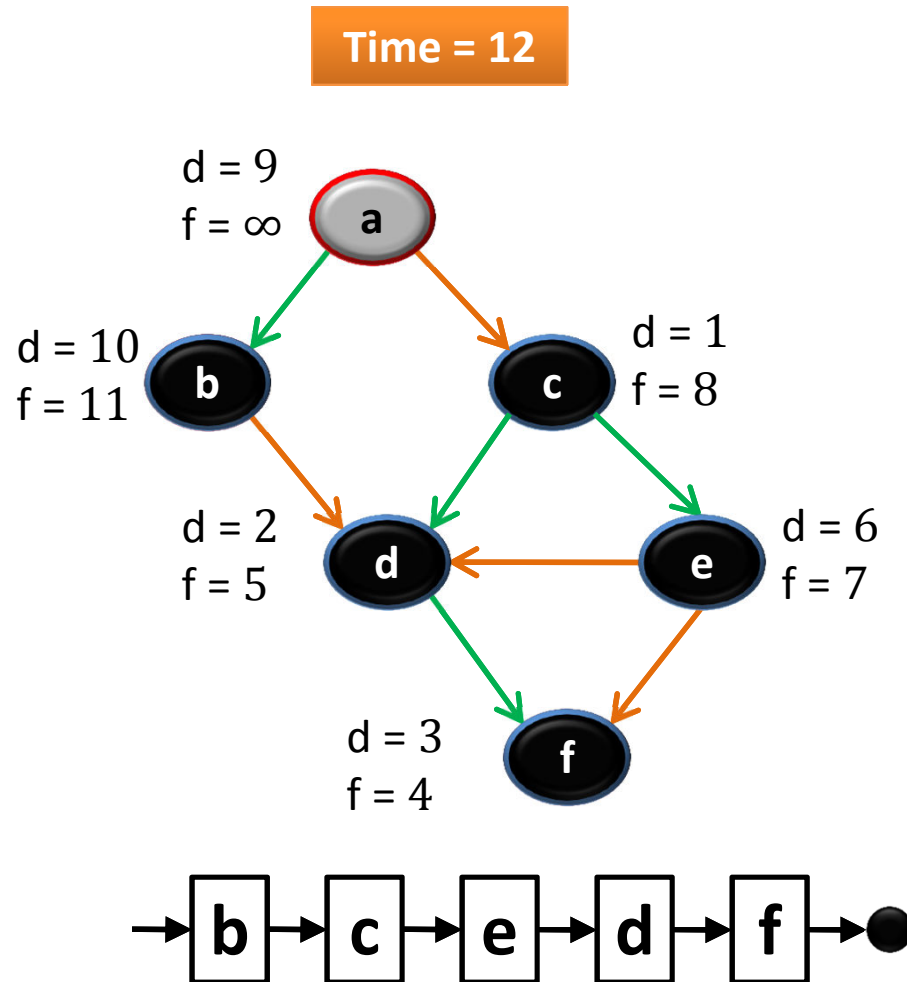 Time = 12
d = 9
f = ∞
a
d = 10
f = 11
b
c
d = 1
f = 8
d = 2
f = 5
d
e
d = 6
f = 7
d = 3
f = 4
f
b c e d f